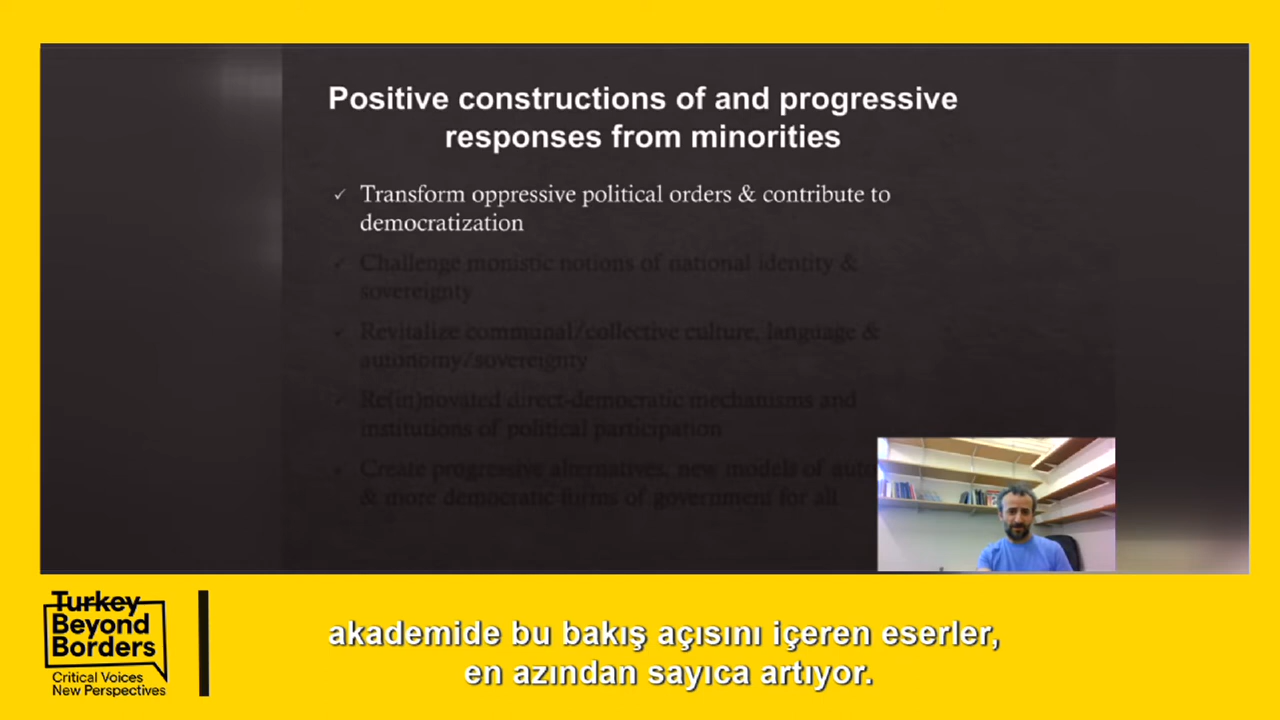 Positive constructions of and progressive
responses from minorities
✓ Transform oppressive political orders & contribute to
democratization
✓ Challenge monistic notions of national identity &
sovereignty
✓ Revitalize communal/collective culture, language &
autonomy/sovereignty
✓ Re(in)novated direct-democratic mechanisms and
institutions of political participation
✓ Create progressive alternatives, new models of
& more democratic forms of government for all
Turkey
Beyond
Borders
Critical Voices
New Perspectives
akademide bu bakış açısını içeren eserler,
en azından sayıca artıyor.